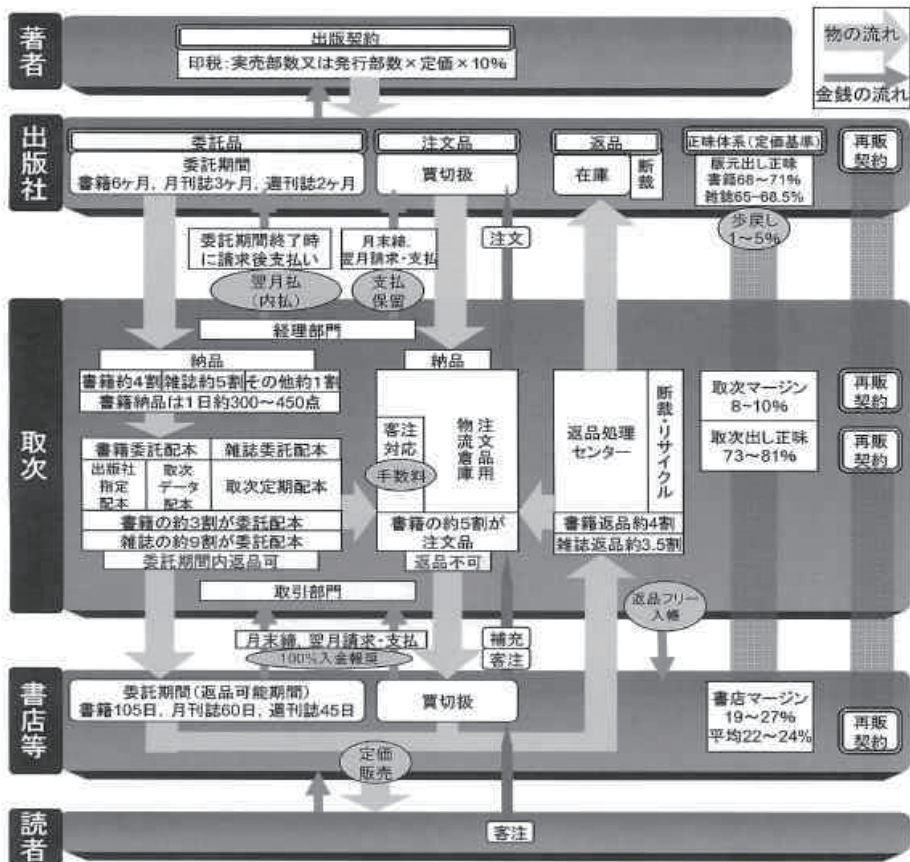 著者
出版契約
印税:実売部数又は発行部数×定価×10%
物の流れ
金銭の流れ
出版社
委託品
委託期間
書籍6ヶ月,月刊誌3ヶ月,週刊誌2ヶ月
注文品
買切扱
返品
在庫
断裁
正味体系(定価基準)
版元出し正味
書籍68~71%
雑誌65~68.5%
再販
契約
歩戻し
1~5%
委託期間終了時
に請求後支払い
翌月払
(内払)
月末締,
翌月請求・支払
支払
保留
注文
取次
経理部門
納品
書籍約4割
雑誌約5割
その他約1割
書籍納品は1日約300~450点
書籍委託配本
雑誌委託配本
出版社
指定
配本
取次
データ
配本
取次定期配本
書籍の約3割が委託配本
雑誌の約9割が委託配本
委託期間内返品可
納品
客注
対応
手数料
注文品用
物流倉庫
書籍の約5割が
注文品
返品不可
返品処理
センター
断裁・リサイクル
書籍返品約4割
雑誌返品約3.5割
取次マージン
8~10%
取次出し正味
73~81%
再販
契約
再販
契約
取引部門
月末締,翌月請求・支払
100%入金報奨
補充
客注
返品フリー
入帳
書店等
委託期間(返品可能期間)
書籍105日,月刊誌60日,週刊誌45日
買切扱
書店マージン
19~27%
平均22~24%
再販
契約
定価
販売
読者
客注